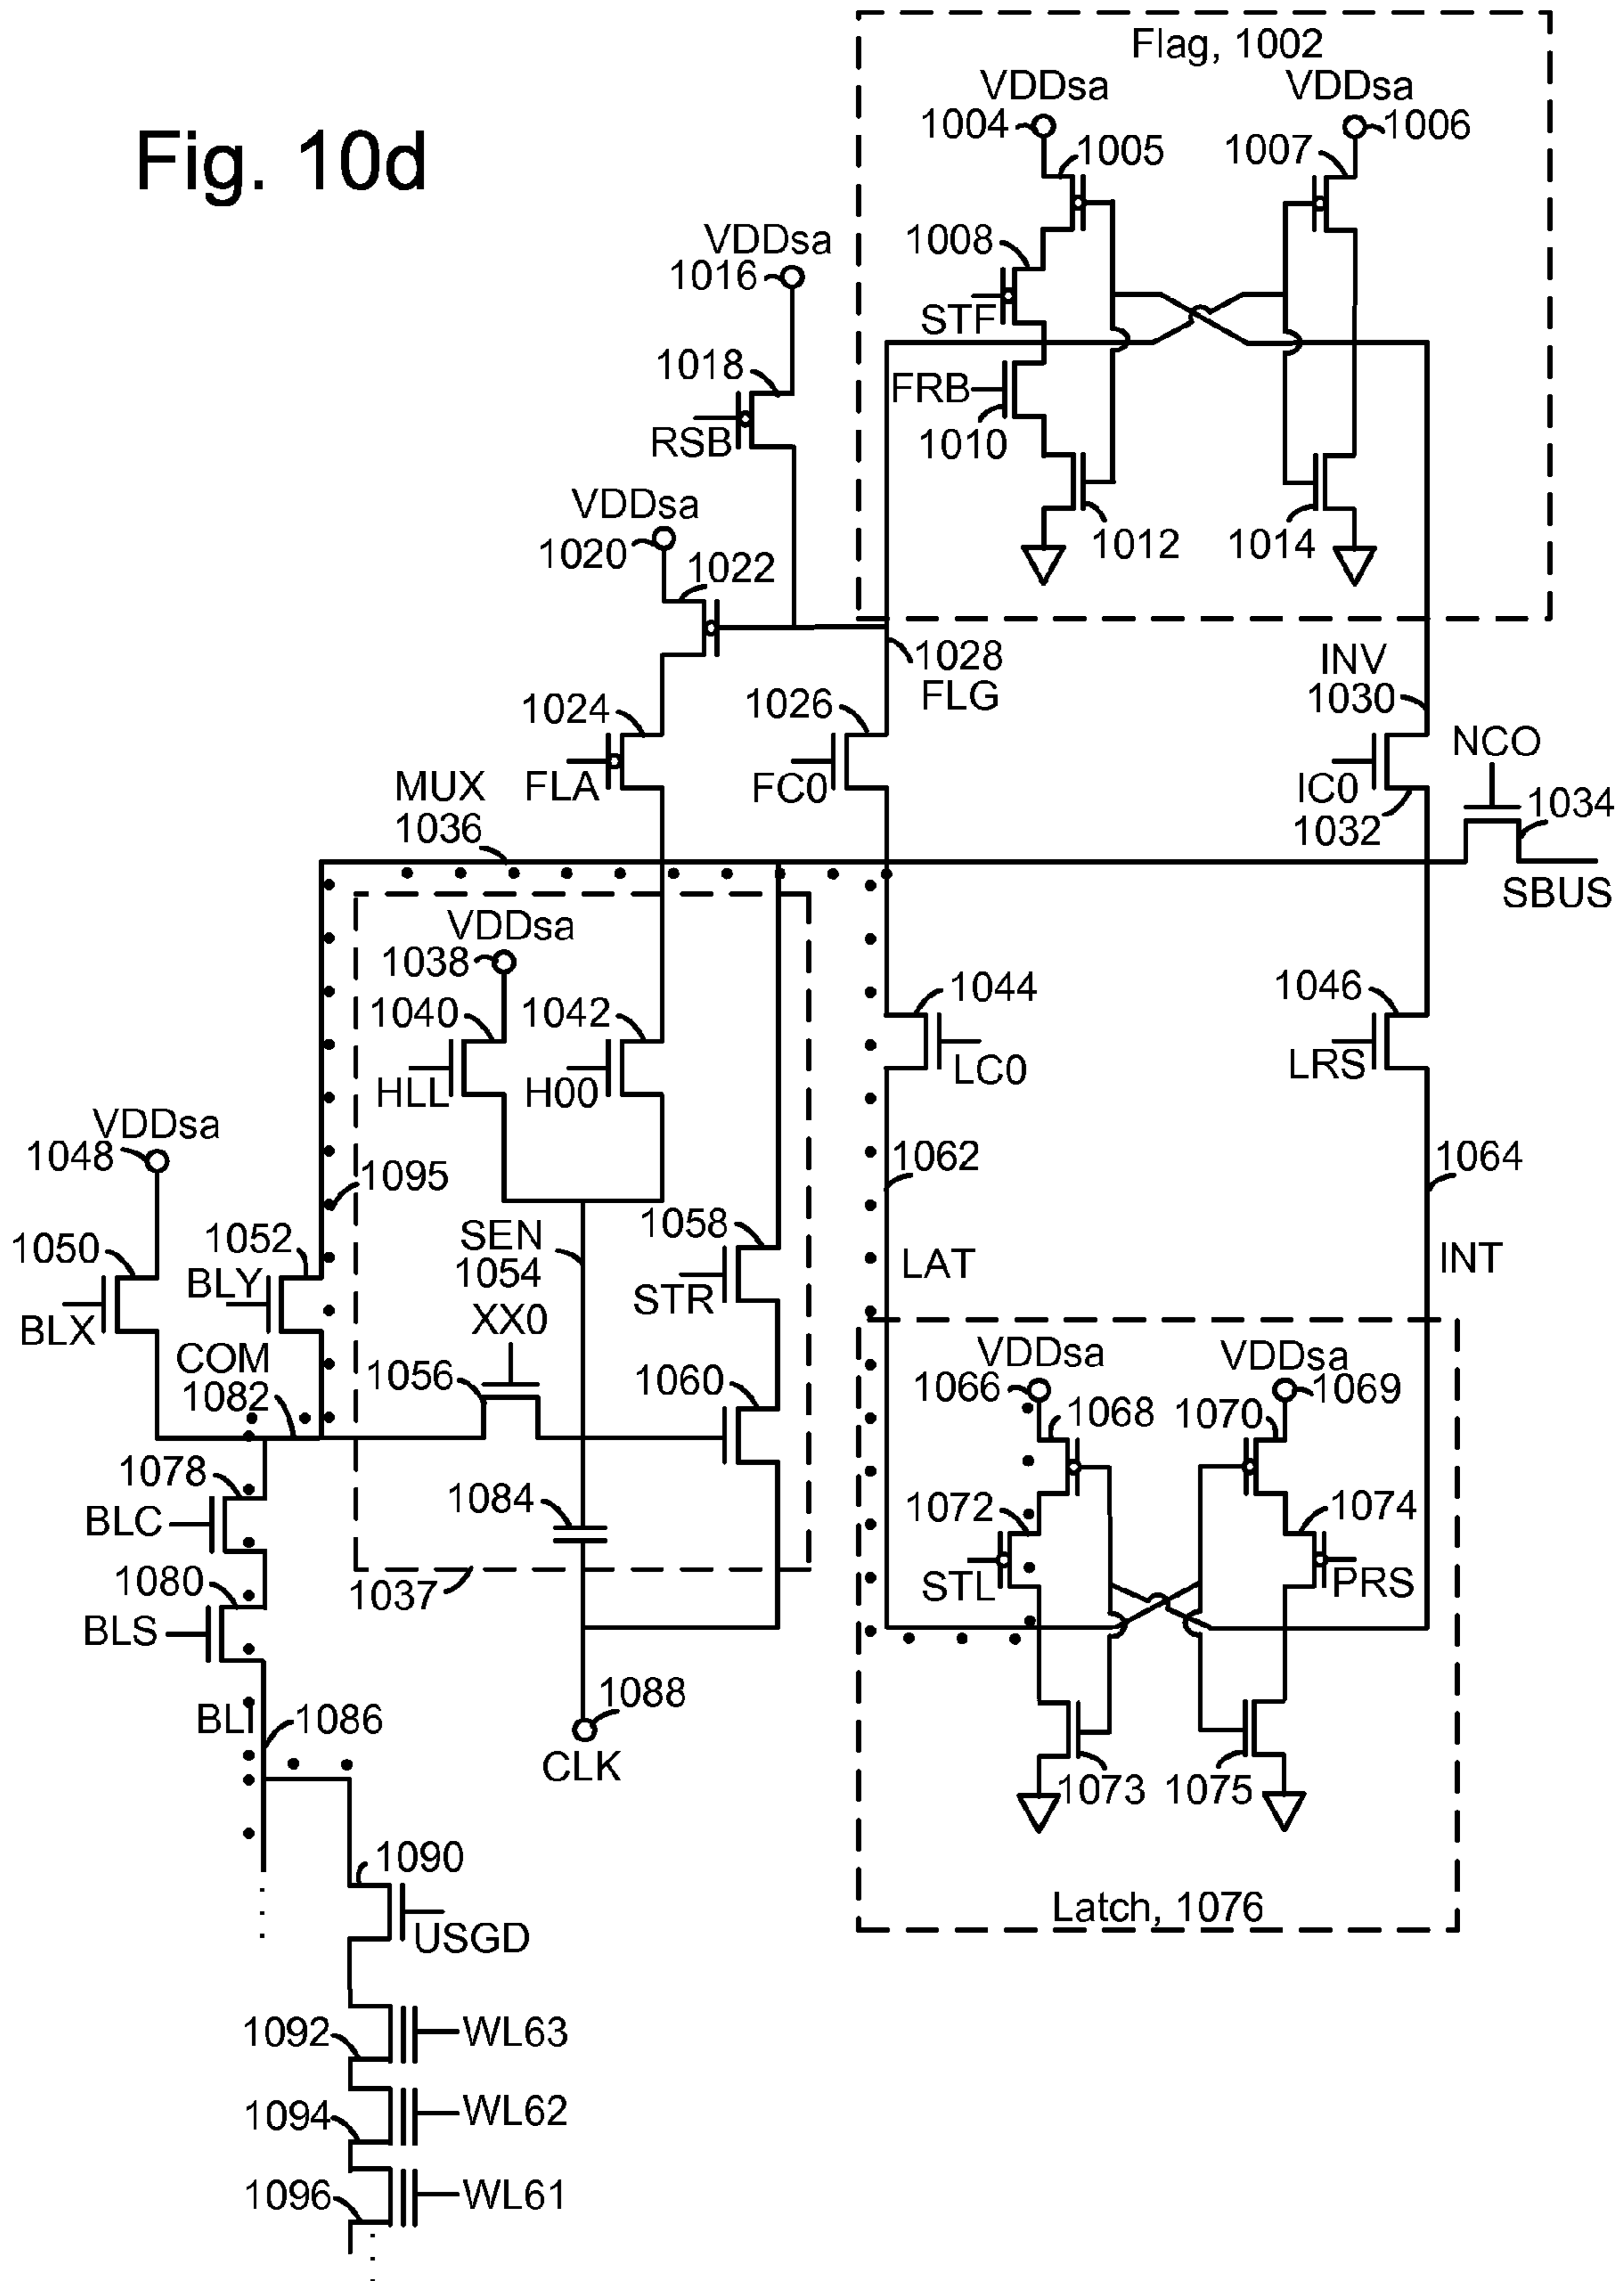 Fig. 10d
Flag, 1002
VDDsa
1004
VDDsa
1006
1005
1007
1008
STF
FRB
1010
1012
1014
VDDsa
1016
1018
RSB
VDDsa
1020
1022
1028
FLG
INV
1030
1024
FLA
1026
FC0
IC0
1032
NCO
1034
SBUS
MUX
1036
VDDsa
1038
1040
HLL
1042
H00
1044
LC0
1046
LRS
VDDsa
1048
1050
BLX
1052
BLY
1095
COM
1082
SEN
1054
XX0
1056
1058
STR
1060
1062
LAT
1064
INT
VDDsa
1066
1068
VDDsa
1069
1070
1072
STL
1074
PRS
1073
1075
Latch, 1076
1078
BLC
1080
BLS
1084
1037
1088
CLK
BLI
1086
1090
USGD
1092
WL63
1094
WL62
1096
WL61